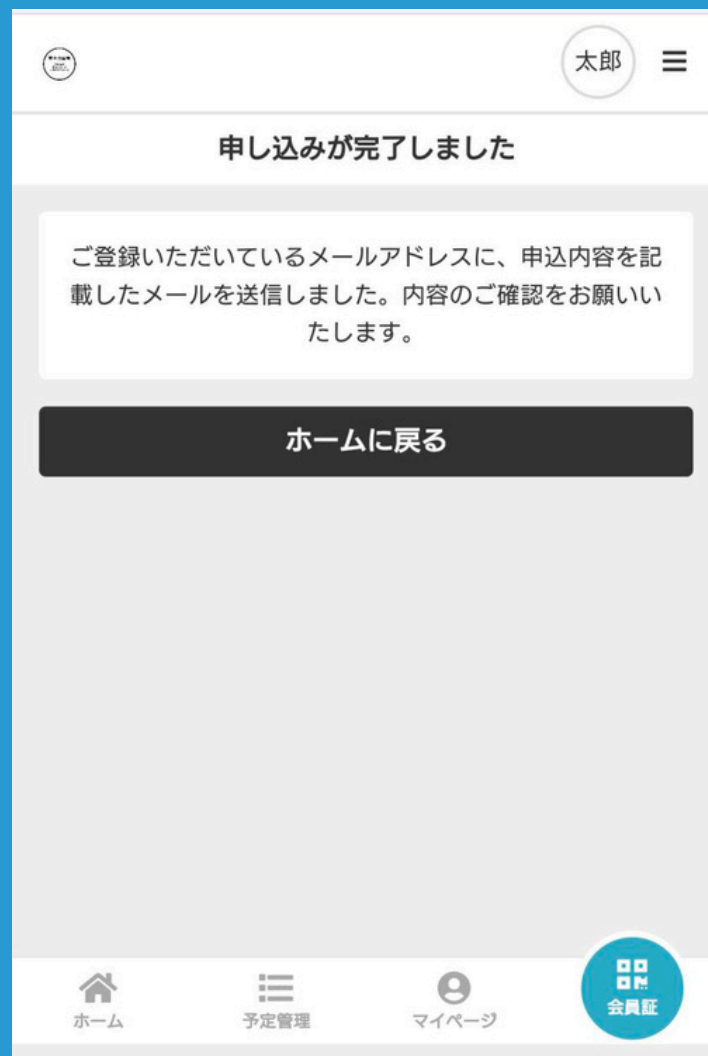 太郎
申し込みが完了しました
ご登録いただいているメールアドレスに、申込内容を記
載したメールを送信しました。内容のご確認をお願いい
たします。
ホームに戻る
ホーム
予定管理
マイページ
会員証